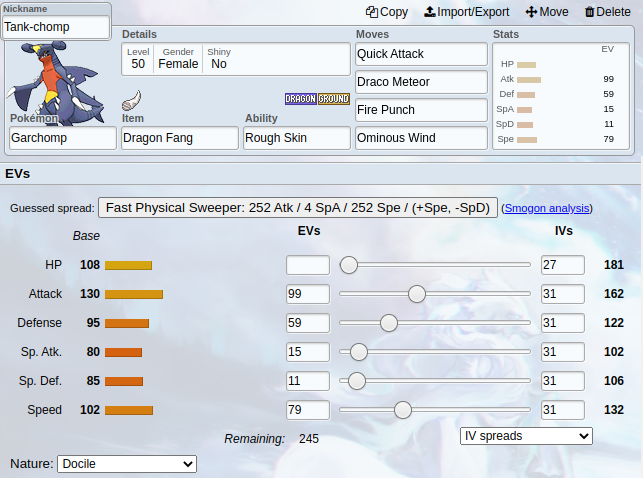 Nickname
Tank-chomp
Copy Import/Export Move Delete
Details
Level Gender Shiny
50 Female No
DRAGON GROUND
Pokémon Item Ability
Garchomp Dragon Fang Rough Skin
Moves
Quick Attack
Draco Meteor
Fire Punch
Ominous Wind
Stats
EV
HP
Atk 99
Def 59
SpA 15
SpD 11
Spe 79
EVs
Guessed spread: Fast Physical Sweeper: 252 Atk / 4 SpA / 252 Spe / (+Spe, -SpD) (Smogon analysis)
Base EVs IVs
HP 108 27 181
Attack 130 99 31 162
Defense 95 59 31 122
Sp. Atk. 80 15 31 102
Sp. Def. 85 11 31 106
Speed 102 79 31 132
Remaining: 245 IV spreads
Nature: Docile